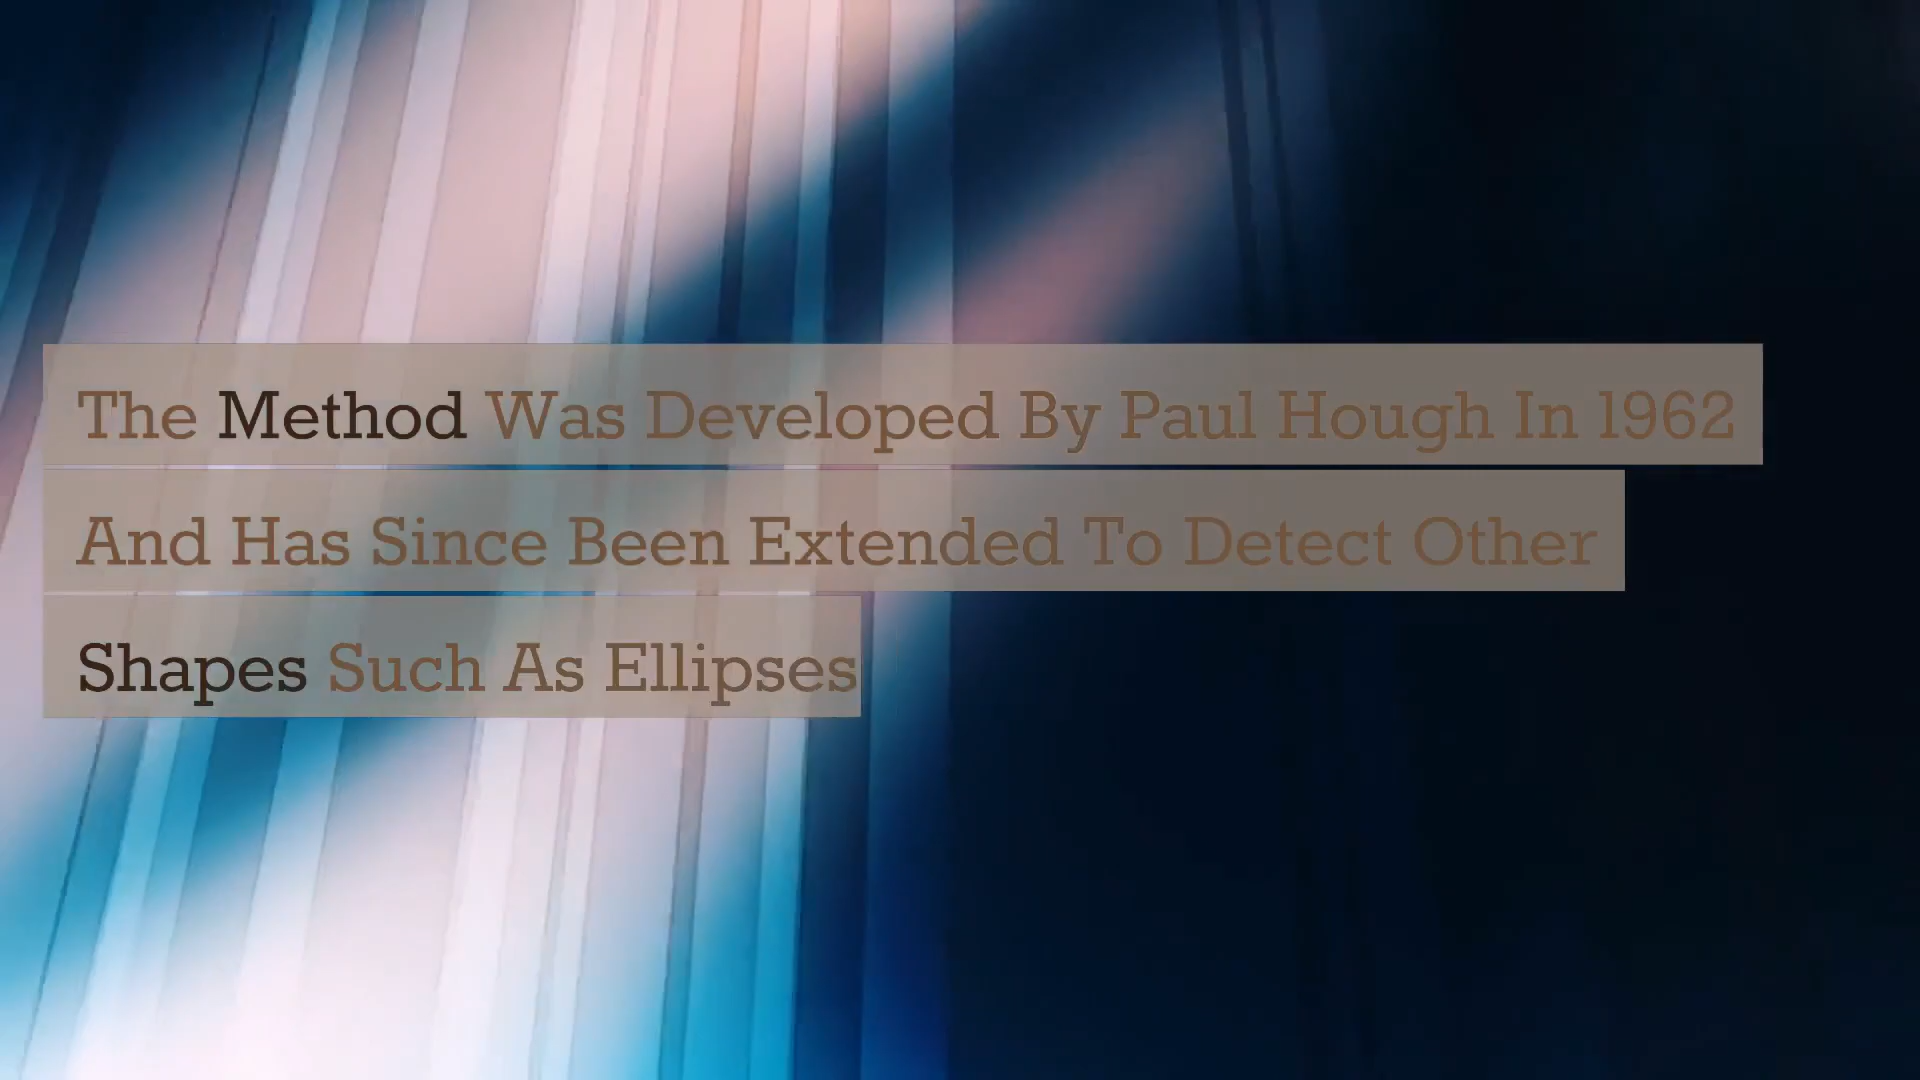 The Method Was Developed By Paul Hough In 1962
And Has Since Been Extended To Detect Other
Shapes Such As Ellipses